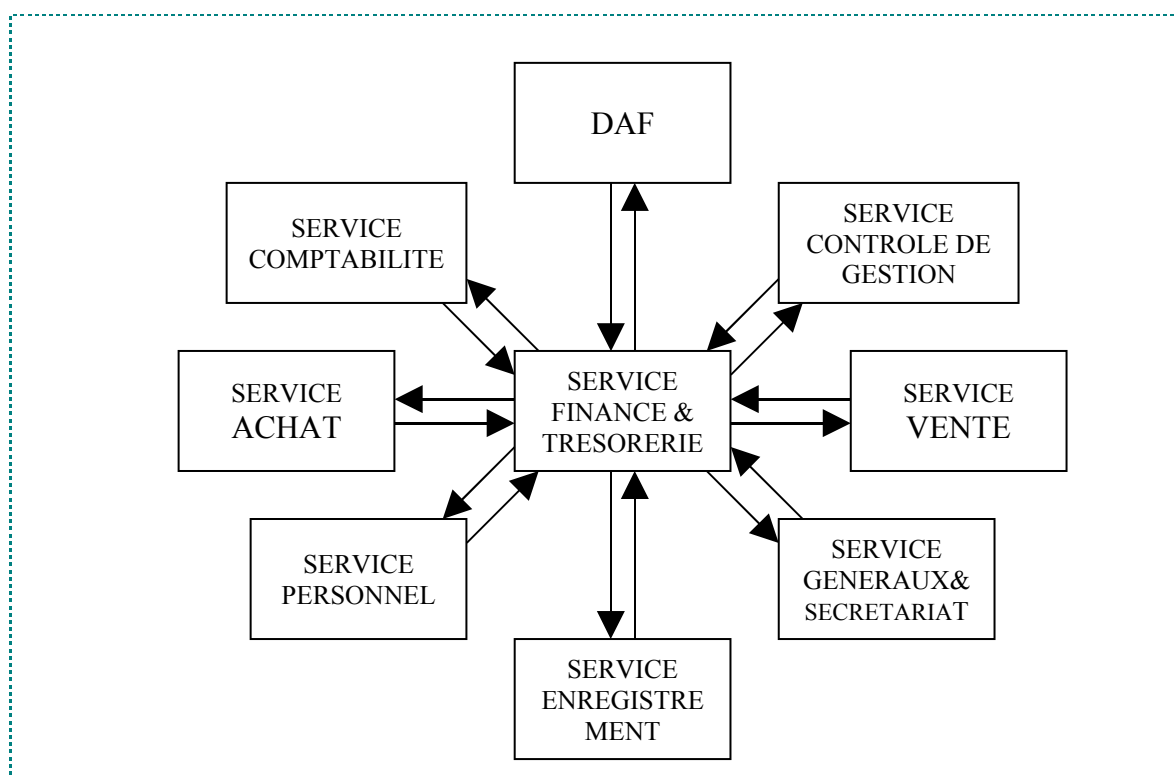 DAF
SERVICE
COMPTABILITE
SERVICE
CONTROLE DE
GESTION
SERVICE
ACHAT
SERVICE
FINANCE &
TRESORERIE
SERVICE
VENTE
SERVICE
PERSONNEL
SERVICE
GENERAUX&
SECRETARIAT
SERVICE
ENREGISTRE
MENT